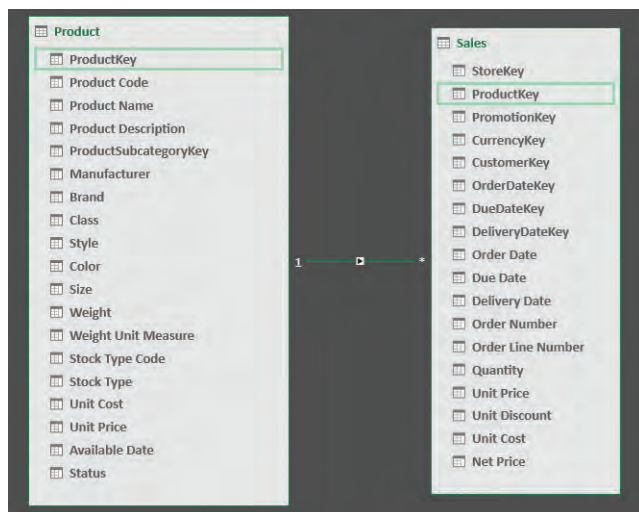 Product
ProductKey
Product Code
Product Name
Product Description
ProductSubcategoryKey
Manufacturer
Brand
Class
Style
Color
Size
Weight
Weight Unit Measure
Stock Type Code
Stock Type
Unit Cost
Unit Price
Available Date
Status
1
*
Sales
StoreKey
ProductKey
PromotionKey
CurrencyKey
CustomerKey
OrderDateKey
DueDateKey
DeliveryDateKey
Order Date
Due Date
Delivery Date
Order Number
Order Line Number
Quantity
Unit Price
Unit Discount
Unit Cost
Net Price